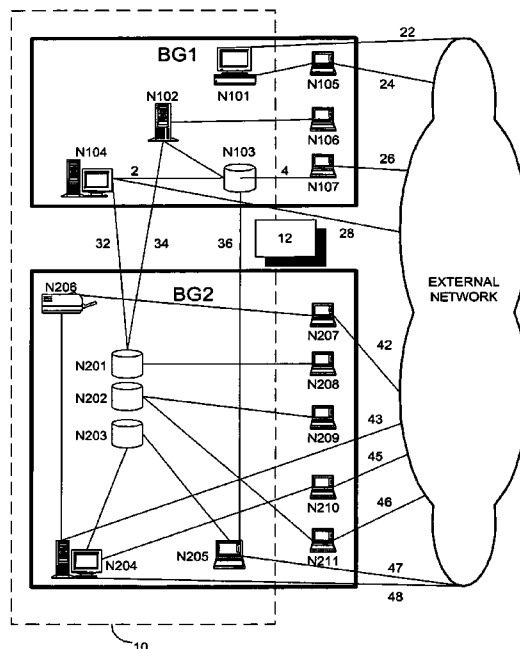 22
BG1
N101
N105
24
N102
N106
N104
N103
2
4
N107
26
32
34
36
12
28
EXTERNAL
NETWORK
N206
BG2
N207
42
N201
N208
N202
N209
N203
43
N210
45
46
N204
N205
N211
47
48
10